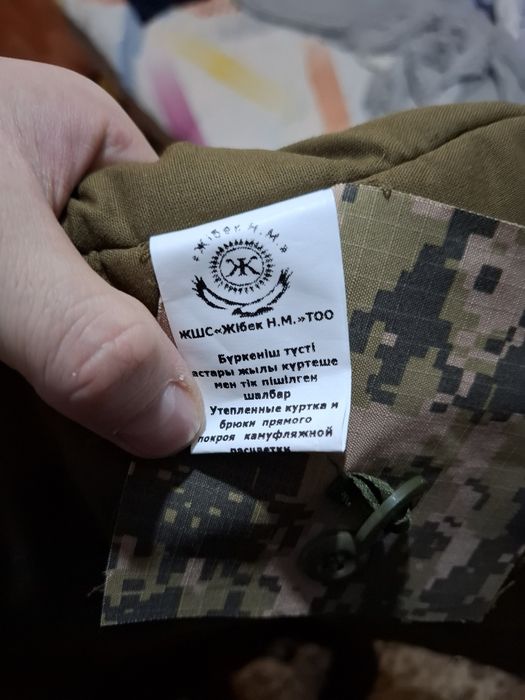 «Жібек Н.М.»
Ж
ЖШС«Жібек Н.М.»ТОО
Бүркеніш түсті
астары жылы күртеше
мен тік пішілген
шалбар
Утепленные куртка и
брюки прямого
покроя камуфляжной
расцветки